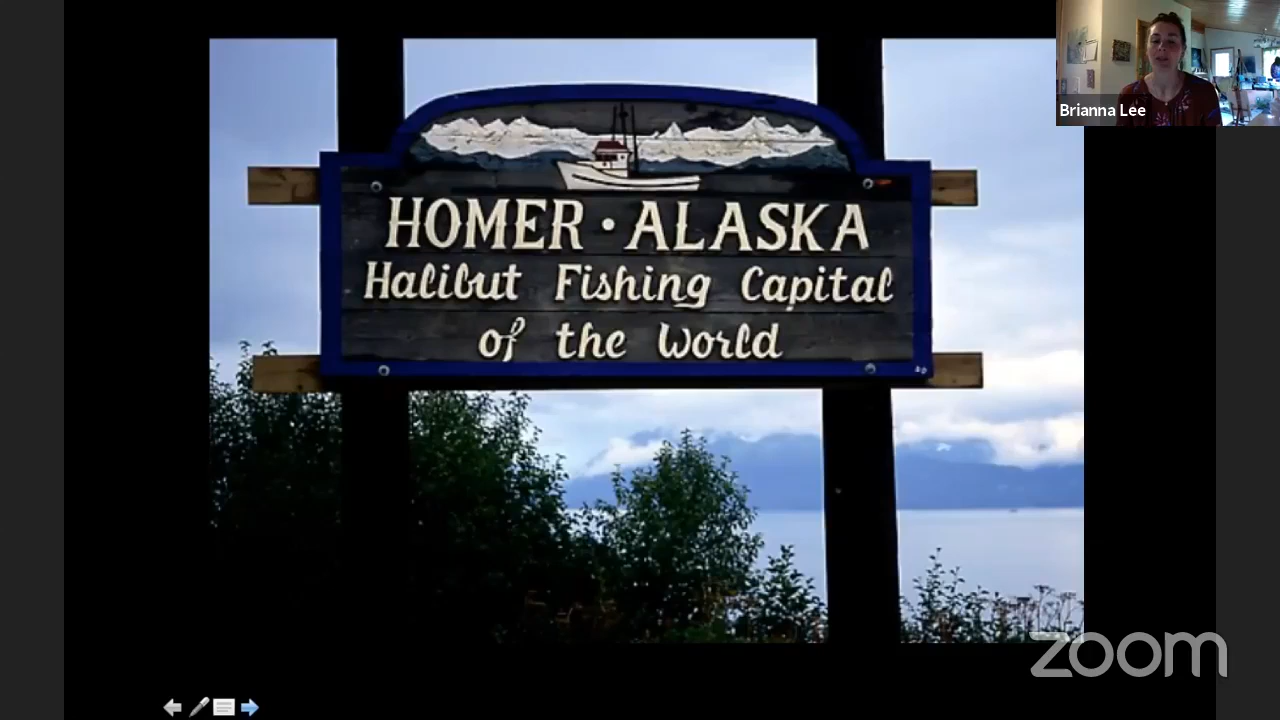 Brianna Lee
HOMER · ALASKA
Halibut Fishing Capital
of the World
zoom